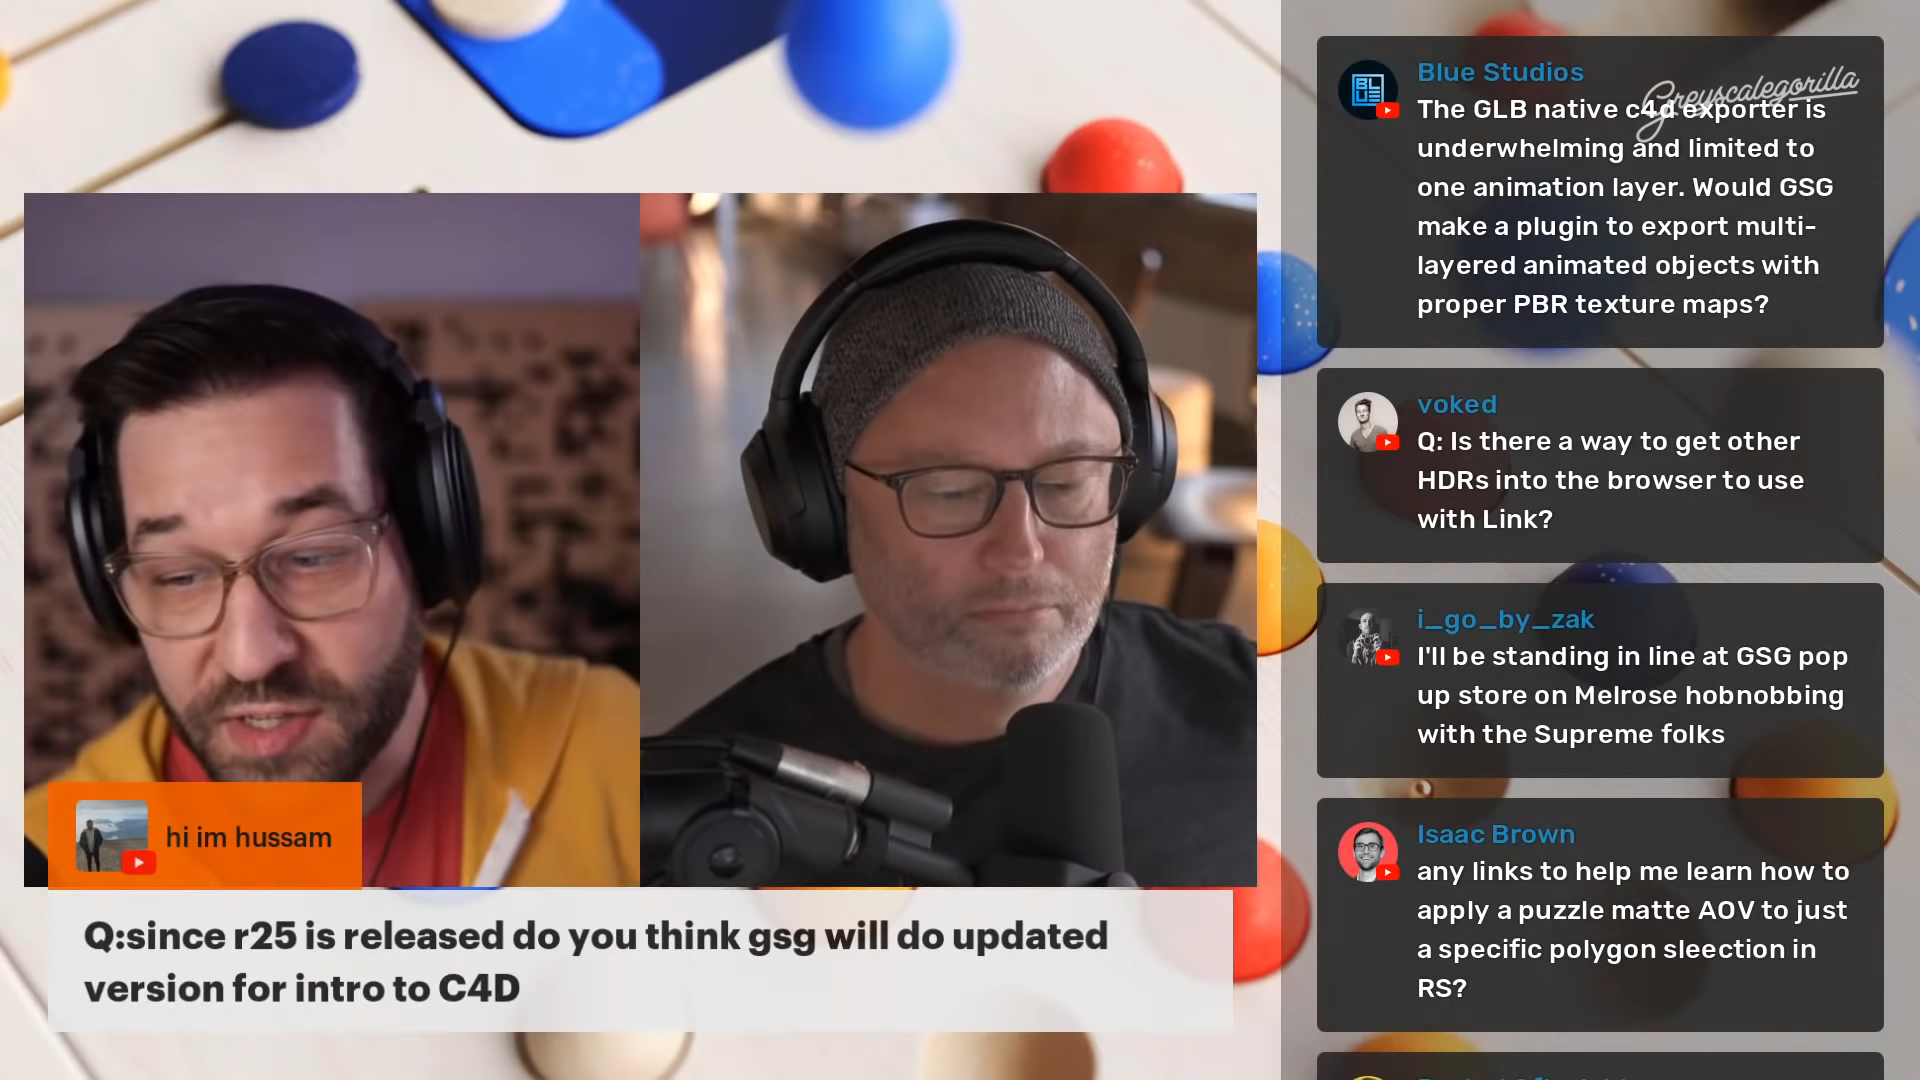 Blue Studios
Greyscalegorilla
The GLB native c4d exporter is
underwhelming and limited to
one animation layer. Would GSG
make a plugin to export multi-
layered animated objects with
proper PBR texture maps?
voked
Q: Is there a way to get other
HDRs into the browser to use
with Link?
i_go_by_zak
I'll be standing in line at GSG pop
up store on Melrose hobnobbing
with the Supreme folks
Isaac Brown
any links to help me learn how to
apply a puzzle matte AOV to just
a specific polygon sleection in
RS?
hi im hussam
Q:since r25 is released do you think gsg will do updated
version for intro to C4D